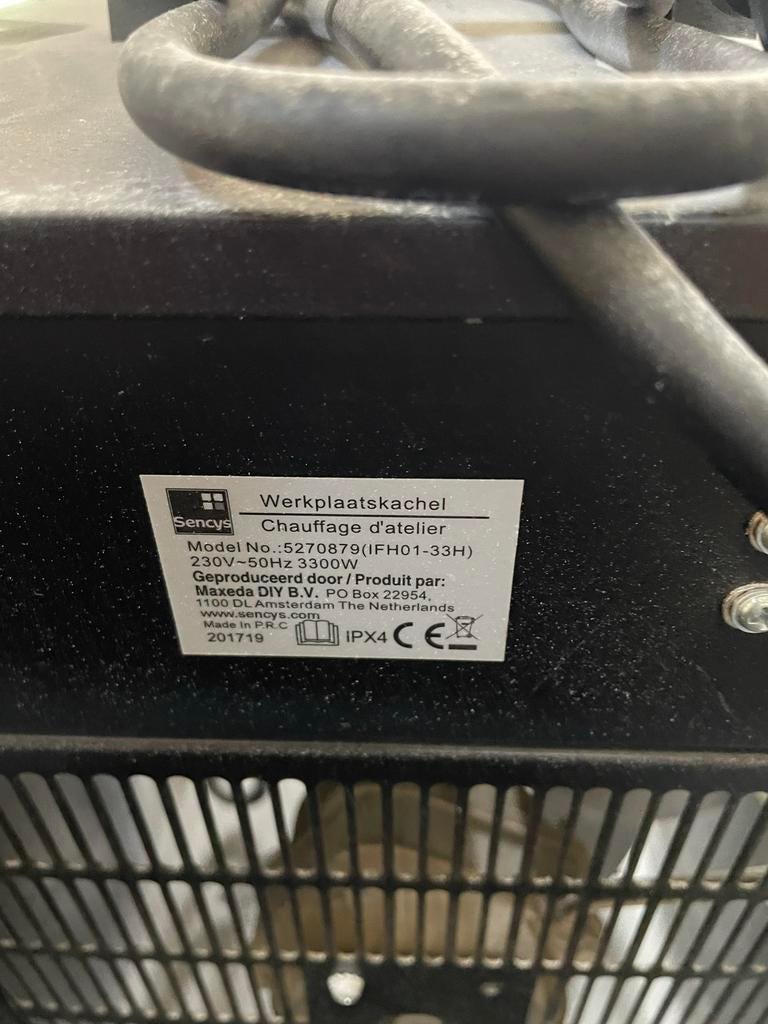 Sencys
Werkplaatskachel
Chauffage d'atelier
Model No.:5270879(IFH01-33H)
230V~50Hz 3300W
Geproduceerd door / Produit par:
Maxeda DIY B.V. PO Box 22954,
1100 DL Amsterdam The Netherlands
www.sencys.com
Made In P.R.C
201719
IPX4 CE